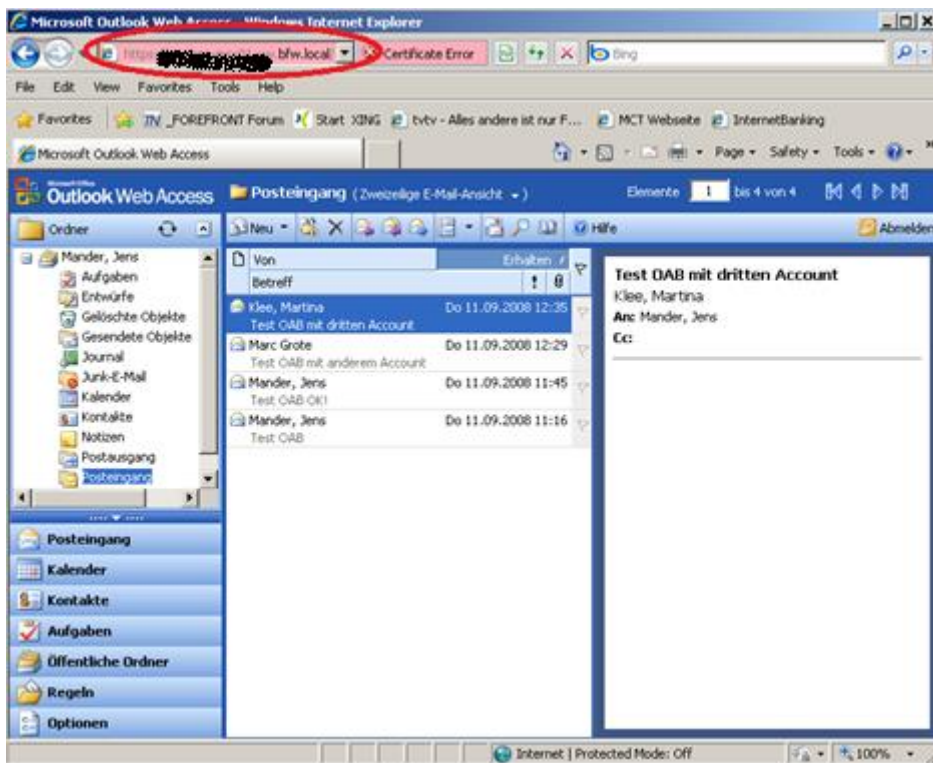 Microsoft Outlook Web Access - Windows Internet Explorer
bfw.local Certificate Error Bing
File Edit View Favorites Tools Help
Favorites _FOREFRONT Forum Start XING tvtv - Alles andere ist nur F... MCT Webseite InternetBanking
Microsoft Outlook Web Access Page Safety Tools
Microsoft Office
Outlook Web Access Posteingang (Zweizeilige E-Mail-Ansicht) Elemente 1 bis 4 von 4
Ordner Neu Hilfe Abmelden
Mander, Jens
Aufgaben
Entwürfe
Gelöschte Objekte
Gesendete Objekte
Journal
Junk-E-Mail
Kalender
Kontakte
Notizen
Postausgang
Posteingang
Posteingang
Kalender
Kontakte
Aufgaben
Öffentliche Ordner
Regeln
Optionen
Von Erhalten
Betreff
Klee, Martina Do 11.09.2008 12:35
Test OAB mit dritten Account
Marc Grote Do 11.09.2008 12:29
Test OAB mit anderem Account
Mander, Jens Do 11.09.2008 11:45
Test OAB OK!
Mander, Jens Do 11.09.2008 11:16
Test OAB
Test OAB mit dritten Account
Klee, Martina
An: Mander, Jens
Cc:
Internet | Protected Mode: Off 100%